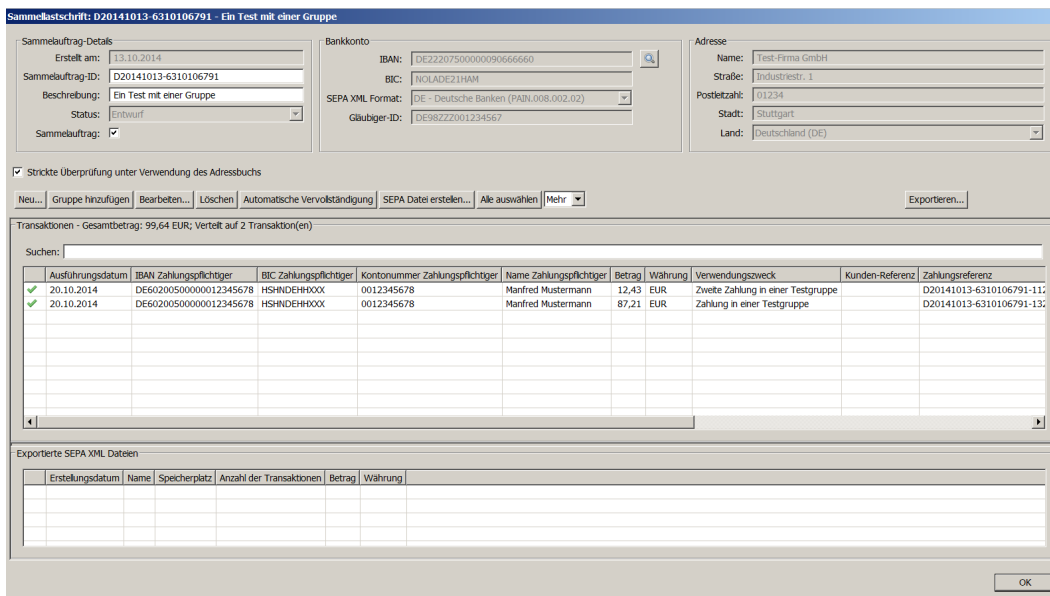 Sammellastschrift: D20141013-6310106791 - Ein Test mit einer Gruppe
Sammelauftrag-Details
Erstellt am: 13.10.2014
Sammelauftrag-ID: D20141013-6310106791
Beschreibung: Ein Test mit einer Gruppe
Status: Entwurf
Sammelauftrag:
Bankkonto
IBAN: DE22207500000090666660
BIC: NOLADE21HAM
SEPA XML Format: DE - Deutsche Banken (PAIN.008.002.02)
Gläubiger-ID: DE98ZZZ001234567
Adresse
Name: Test-Firma GmbH
Straße: Industriestr. 1
Postleitzahl: 01234
Stadt: Stuttgart
Land: Deutschland (DE)
Strickte Überprüfung unter Verwendung des Adressbuchs
Neu... Gruppe hinzufügen Bearbeiten... Löschen Automatische Vervollständigung SEPA Datei erstellen... Alle auswählen Mehr Exportieren...
Transaktionen - Gesamtbetrag: 99,64 EUR; Verteilt auf 2 Transaktion(en)
Suchen:
Ausführungsdatum IBAN Zahlungspflichtiger BIC Zahlungspflichtiger Kontonummer Zahlungspflichtiger Name Zahlungspflichtiger Betrag Währung Verwendungszweck Kunden-Referenz Zahlungsreferenz
20.10.2014 DE60200500000012345678 HSHNDEHHXXX 0012345678 Manfred Mustermann 12,43 EUR Zweite Zahlung in einer Testgruppe D20141013-6310106791-112
20.10.2014 DE60200500000012345678 HSHNDEHHXXX 0012345678 Manfred Mustermann 87,21 EUR Zahlung in einer Testgruppe D20141013-6310106791-132
Exportierte SEPA XML Dateien
Erstellungsdatum Name Speicherplatz Anzahl der Transaktionen Betrag Währung
OK